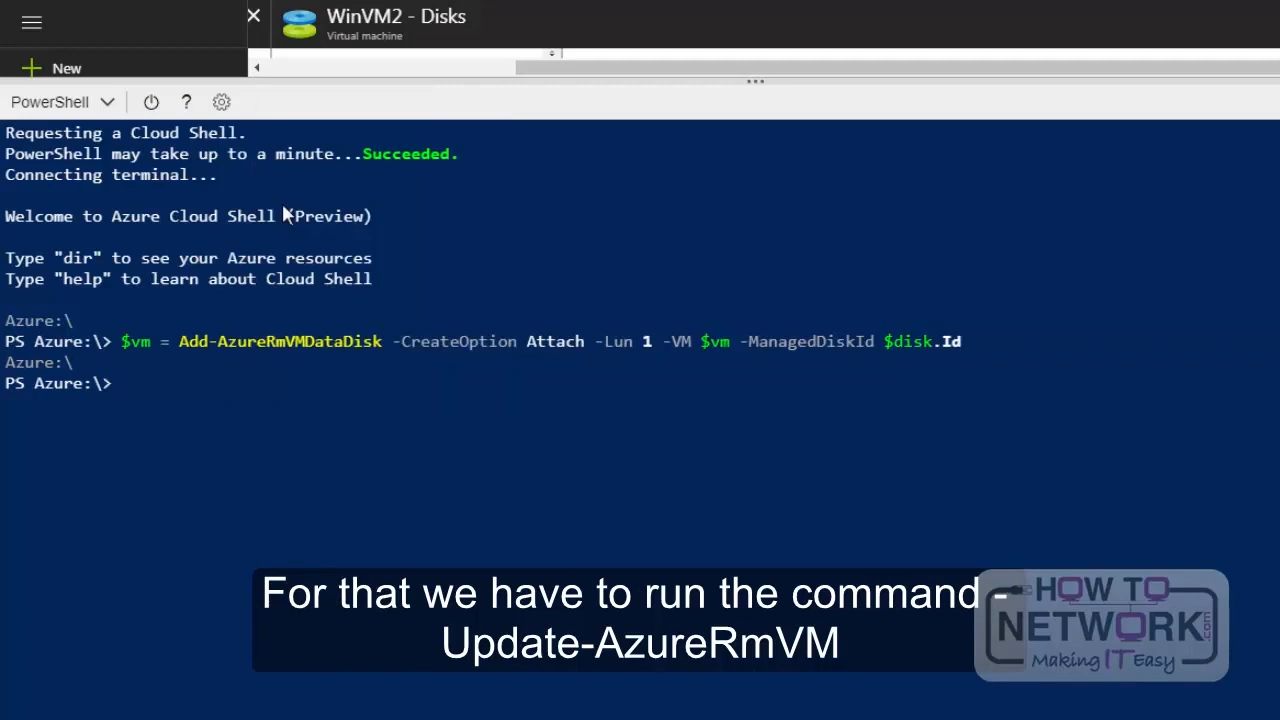 WinVM2 - Disks
Virtual machine
New
PowerShell
?
Requesting a Cloud Shell.
PowerShell may take up to a minute...Succeeded.
Connecting terminal...
Welcome to Azure Cloud Shell (Preview)
Type "dir" to see your Azure resources
Type "help" to learn about Cloud Shell
Azure:\
PS Azure:\> $vm = Add-AzureRmVMDataDisk -CreateOption Attach -Lun 1 -VM $vm -ManagedDiskId $disk.Id
Azure:\
PS Azure:\>
For that we have to run the command -
Update-AzureRmVM
HOW TO
NETWORK.com
Making IT Easy